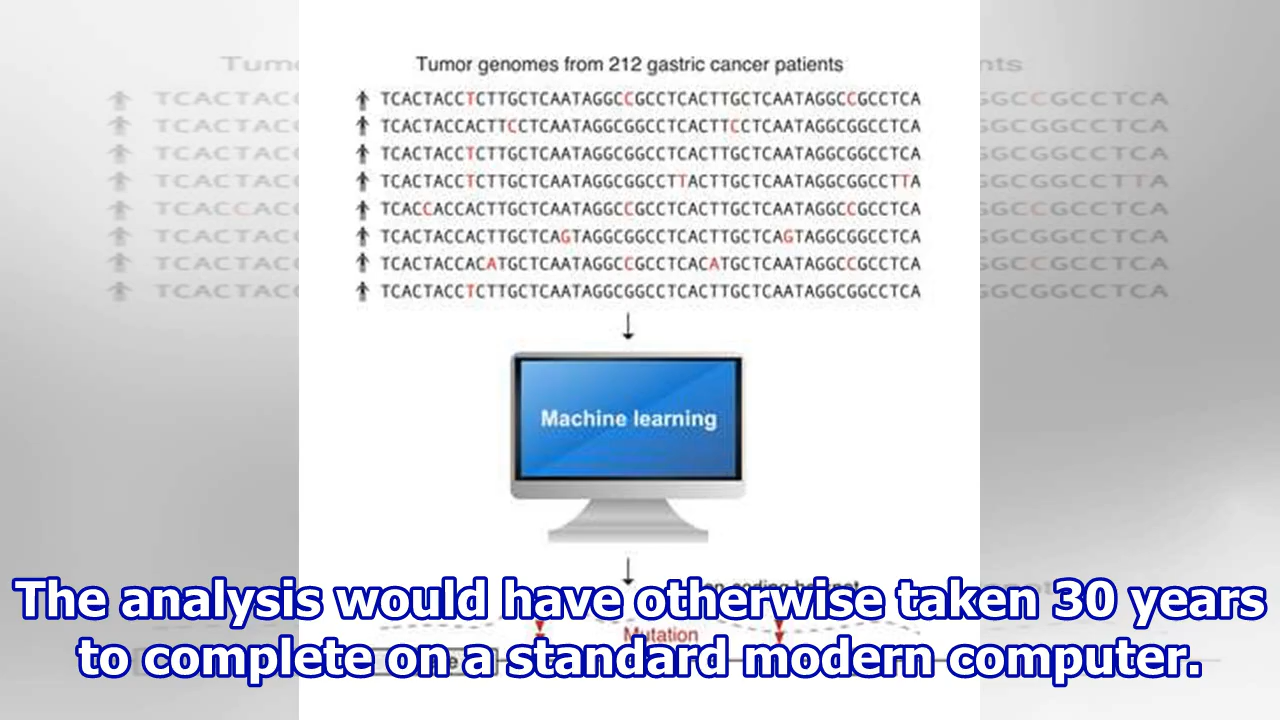 Tumor genomes from 212 gastric cancer patients
TCACTACCTCTTGCTCAATAGGCCGCCTCACTTGCTCAATAGGCCGCCTCA
TCACTACCACTTCCTCAATAGGCGGCCTCACTTCCTCAATAGGCGGCCTCA
TCACTACCTCTTGCTCAATAGGCGGCCTCACTTGCTCAATAGGCGGCCTCA
TCACTACCTCTTGCTCAATAGGCGGCCTTACTTGCTCAATAGGCGGCCTTA
TCACCACCACTTGCTCAATAGGCCGCCTCACTTGCTCAATAGGCCGCCTCA
TCACTACCACTTGCTCAGTAGGCGGCCTCACTTGCTCAGTAGGCGGCCTCA
TCACTACCACATGCTCAATAGGCCGCCTCACATGCTCAATAGGCCGCCTCA
TCACTACCTCTTGCTCAATAGGCGGCCTCACTTGCTCAATAGGCGGCCTCA
Machine learning
The analysis would have otherwise taken 30 years
Mutation
to complete on a standard modern computer.